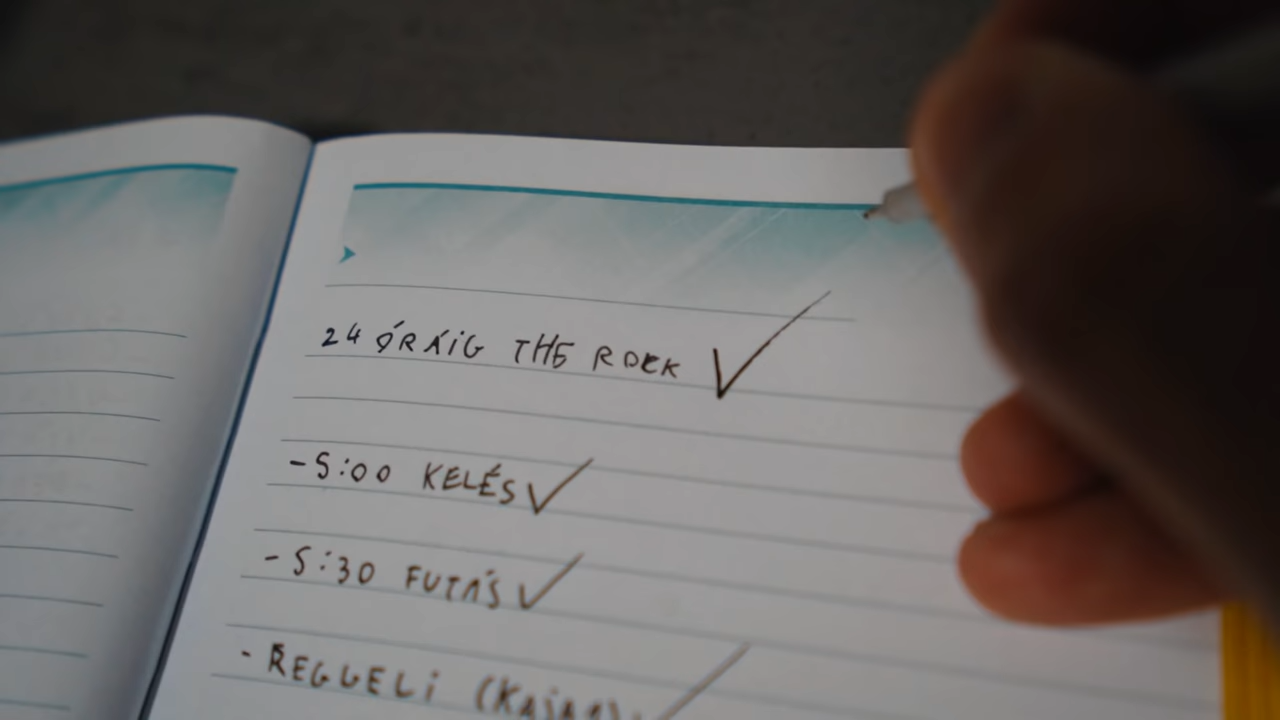 24 ÓRÁIG THE ROCK
-5:00 KELÉS
-5:30 FUTÁS
- REGGELI